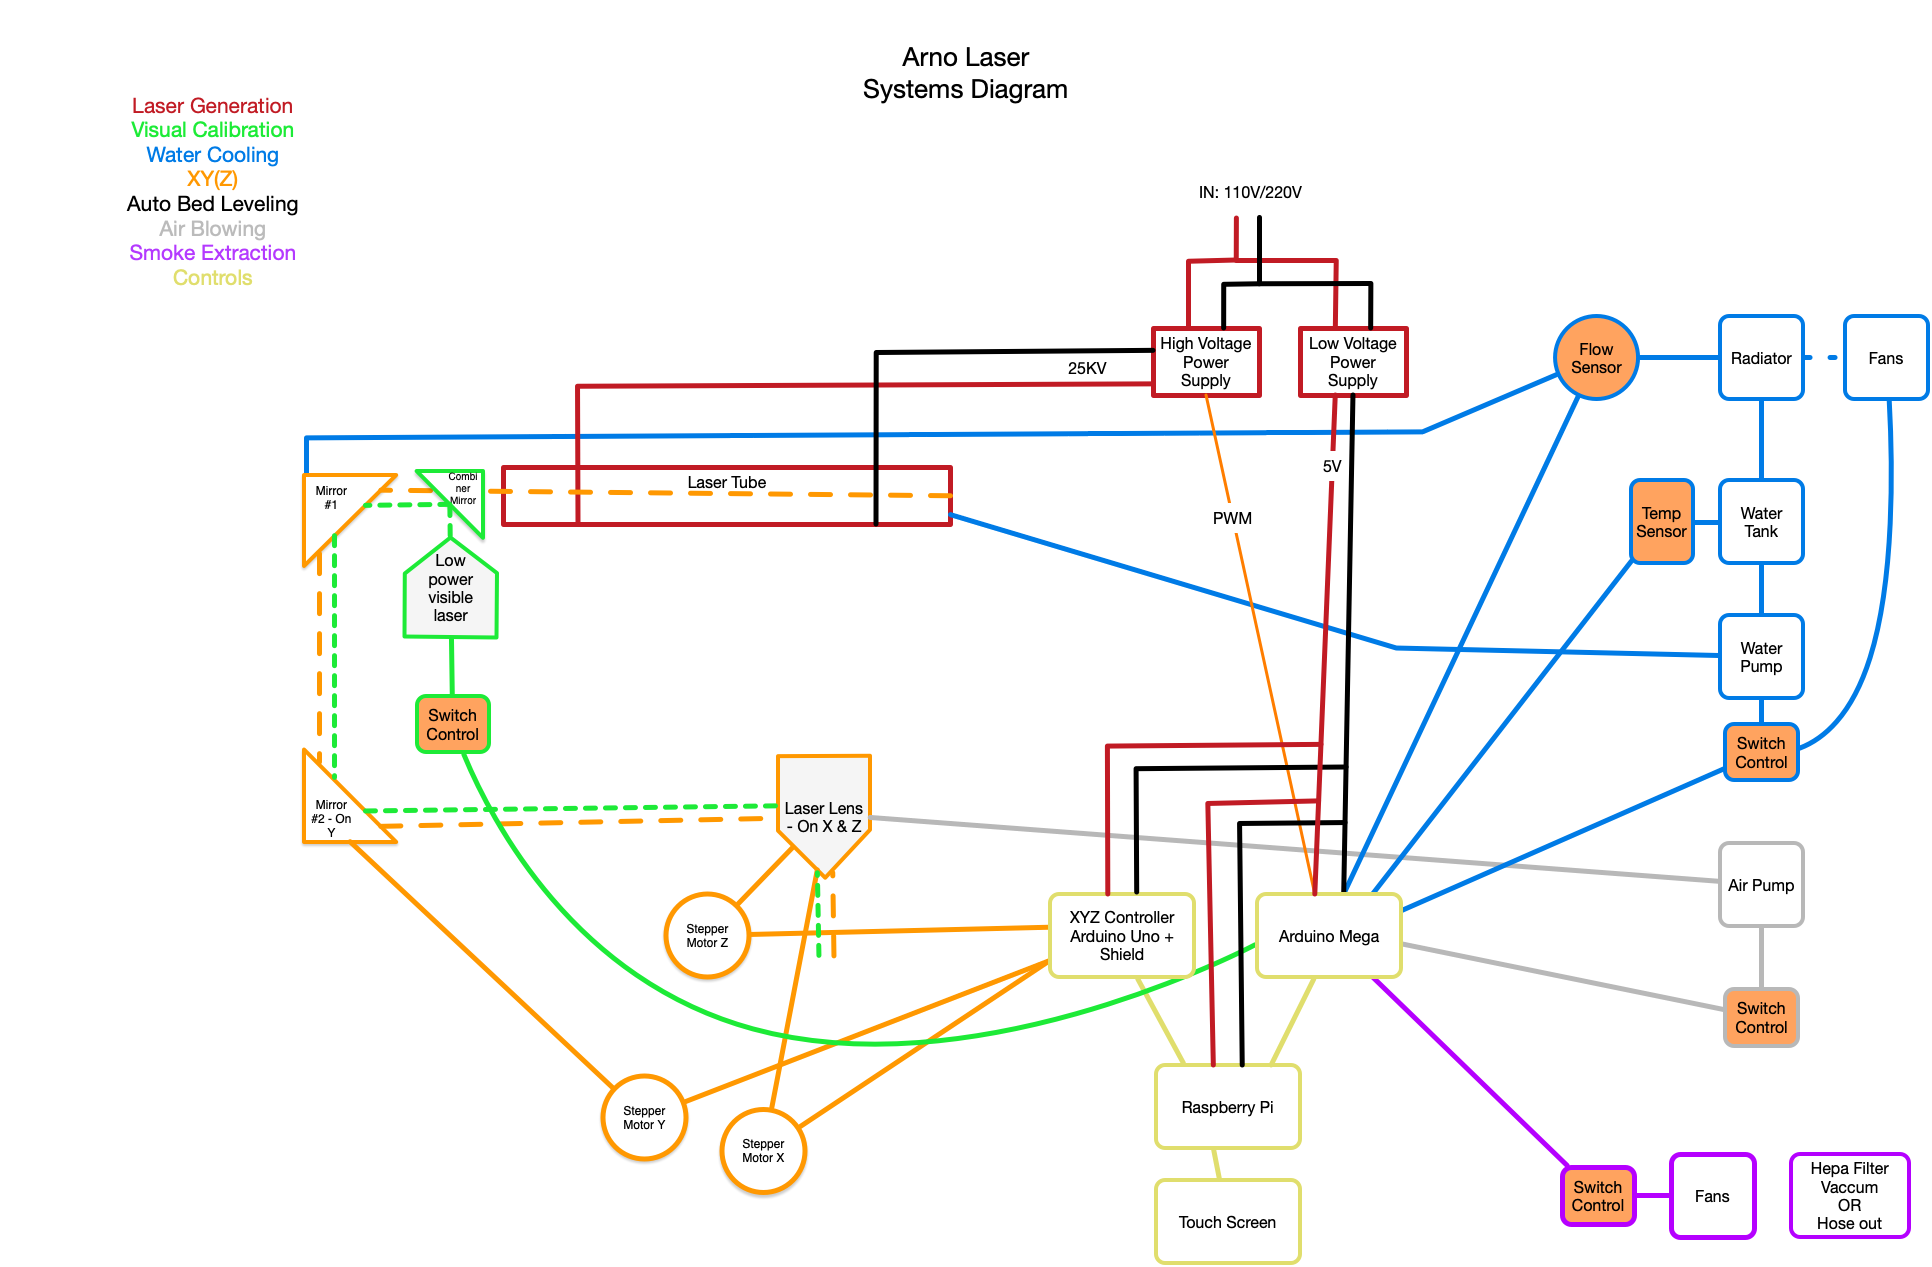 Arno Laser
Systems Diagram
Laser Generation
Visual Calibration
Water Cooling
XY(Z)
Auto Bed Leveling
Air Blowing
Smoke Extraction
Controls
IN: 110V/220V
High Voltage
Power
Supply
Low Voltage
Power
Supply
25KV
Flow
Sensor
Radiator
Fans
5V
PWM
Mirror
#1
Combi
ner
Mirror
Laser Tube
Temp
Sensor
Water
Tank
Low
power
visible
laser
Water
Pump
Switch
Control
Switch
Control
Mirror
#2 - On
Y
Laser Lens
- On X & Z
Air Pump
Stepper
Motor Z
XYZ Controller
Arduino Uno +
Shield
Arduino Mega
Switch
Control
Stepper
Motor Y
Stepper
Motor X
Raspberry Pi
Touch Screen
Switch
Control
Fans
Hepa Filter
Vaccum
OR
Hose out